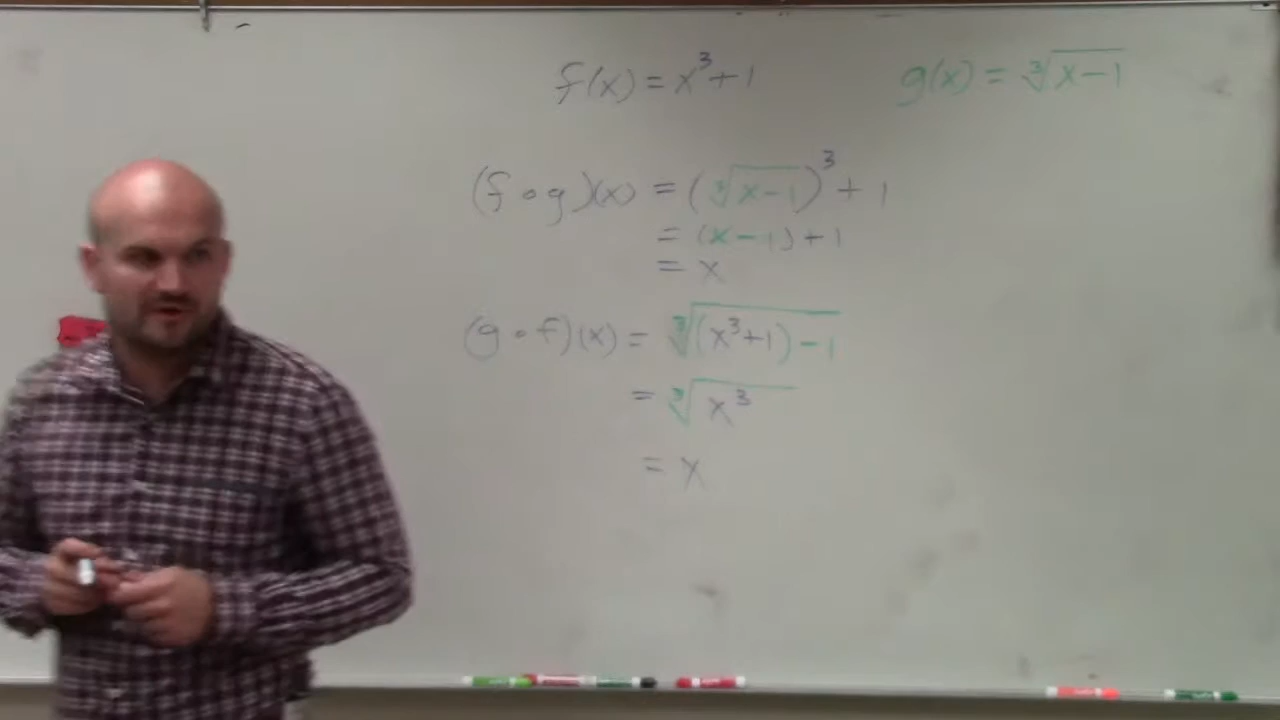 f(x) = x³+1 g(x) = ∛(x−1)
(f ∘ g)(x) = (∛(x−1))³ + 1
= (x−1)+1
= x
(g ∘ f)(x) = ∛((x³+1)−1)
= ∛(x³)
= x